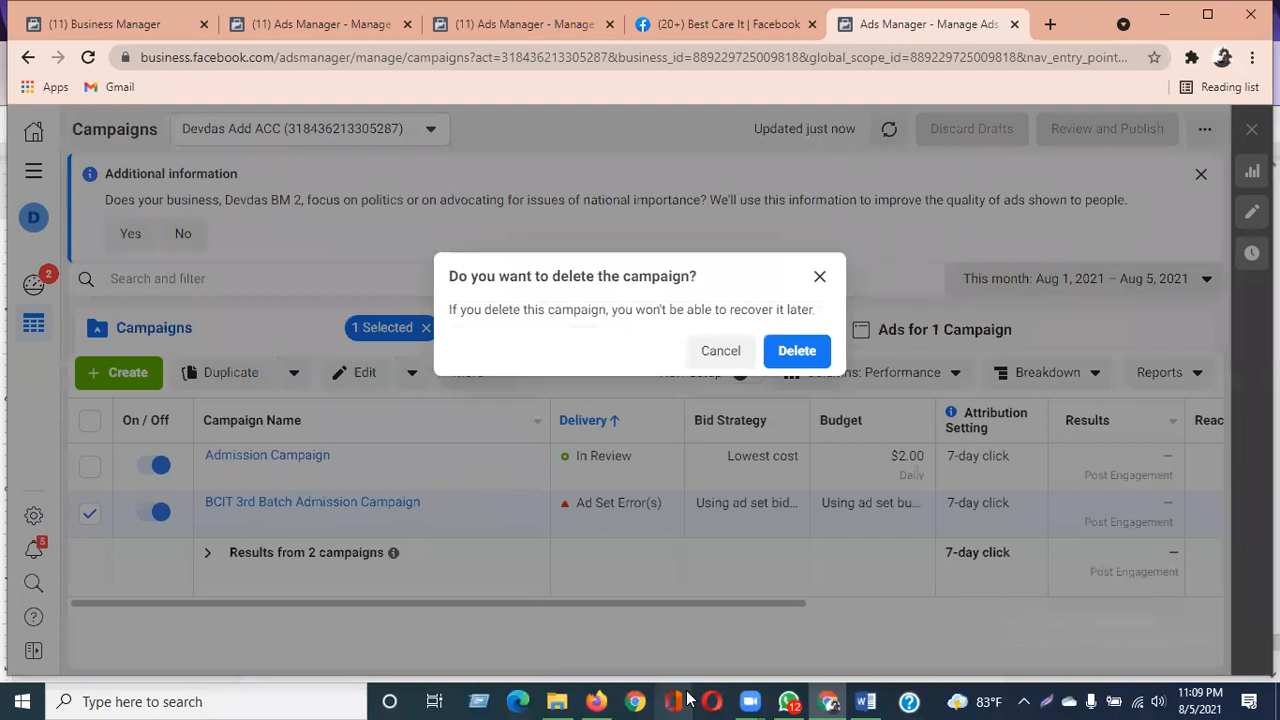 (11) Business Manager
(11) Ads Manager - Manage
(11) Ads Manager - Manage
(20+) Best Care It | Facebook
Ads Manager - Manage Ads
business.facebook.com/adsmanager/manage/campaigns?act=318436213305287&business_id=889229725009818&global_scope_id=889229725009818&nav_entry_point...
Apps
Gmail
Reading list
Campaigns
Devdas Add ACC (318436213305287)
Updated just now
Discard Drafts
Review and Publish
Additional information
Does your business, Devdas BM 2, focus on politics or on advocating for issues of national importance? We'll use this information to improve the quality of ads shown to people.
D
Yes
No
2
Search and filter
This month: Aug 1, 2021 – Aug 5, 2021
Do you want to delete the campaign?
If you delete this campaign, you won't be able to recover it later.
Cancel
Delete
Campaigns
1 Selected
Ads for 1 Campaign
+ Create
Duplicate
Edit
Columns: Performance
Breakdown
Reports
On / Off
Campaign Name
Delivery
Bid Strategy
Budget
Attribution Setting
Results
Reac
Admission Campaign
In Review
Lowest cost
$2.00
Daily
7-day click
—
Post Engagement
BCIT 3rd Batch Admission Campaign
Ad Set Error(s)
Using ad set bid...
Using ad set bu...
7-day click
—
Post Engagement
Results from 2 campaigns
7-day click
—
Post Engagement
5
Type here to search
12
83°F
11:09 PM
8/5/2021